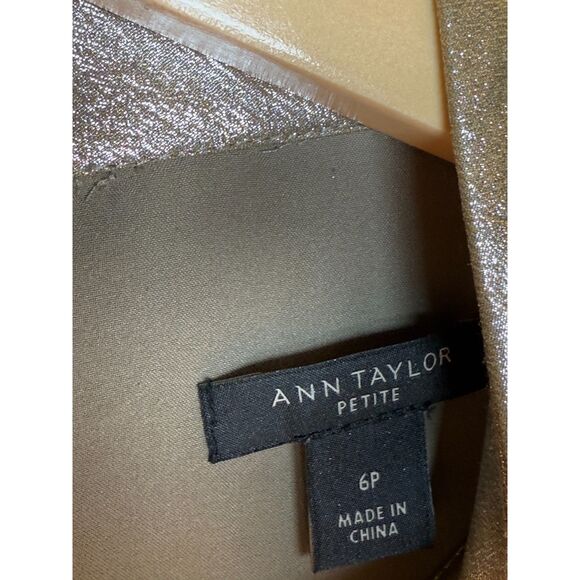 ANN TAYLOR
PETITE
6P
MADE IN
CHINA